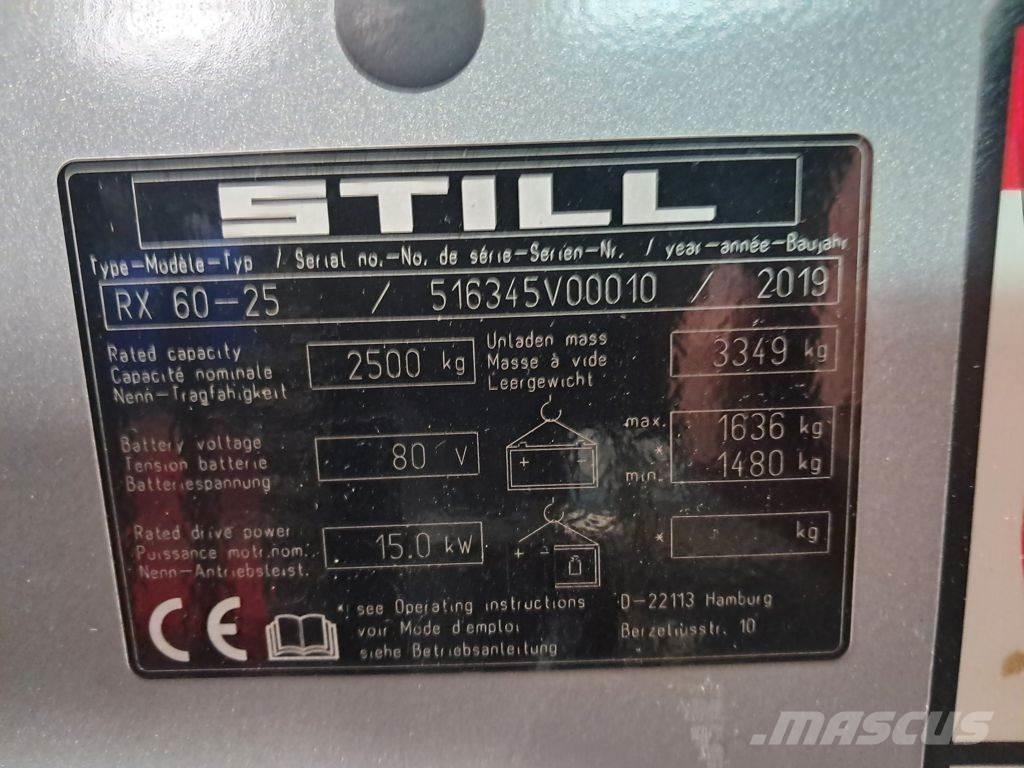 STILL
Type-Modèle-Typ / Serial no.-No. de série-Serien-Nr. / year-année-Baujahr
RX 60-25 / 516345V00010 / 2019
Rated capacity
Capacité nominale
Nenn-Tragfähigkeit
2500 kg
Unladen mass
Masse à vide
Leergewicht
3349 kg
Battery voltage
Tension batterie
Batteriespannung
80 V
+ -
max. 1636 kg
*
min. 1480 kg
Rated drive power
Puissance motr.nom.
Nenn-Antriebsleist.
15.0 kW
+ -
* kg
CE
*: see Operating instructions
voir Mode d'emploi
siehe Betriebsanleitung
D-22113 Hamburg
Berzeliusstr. 10
MASCUS